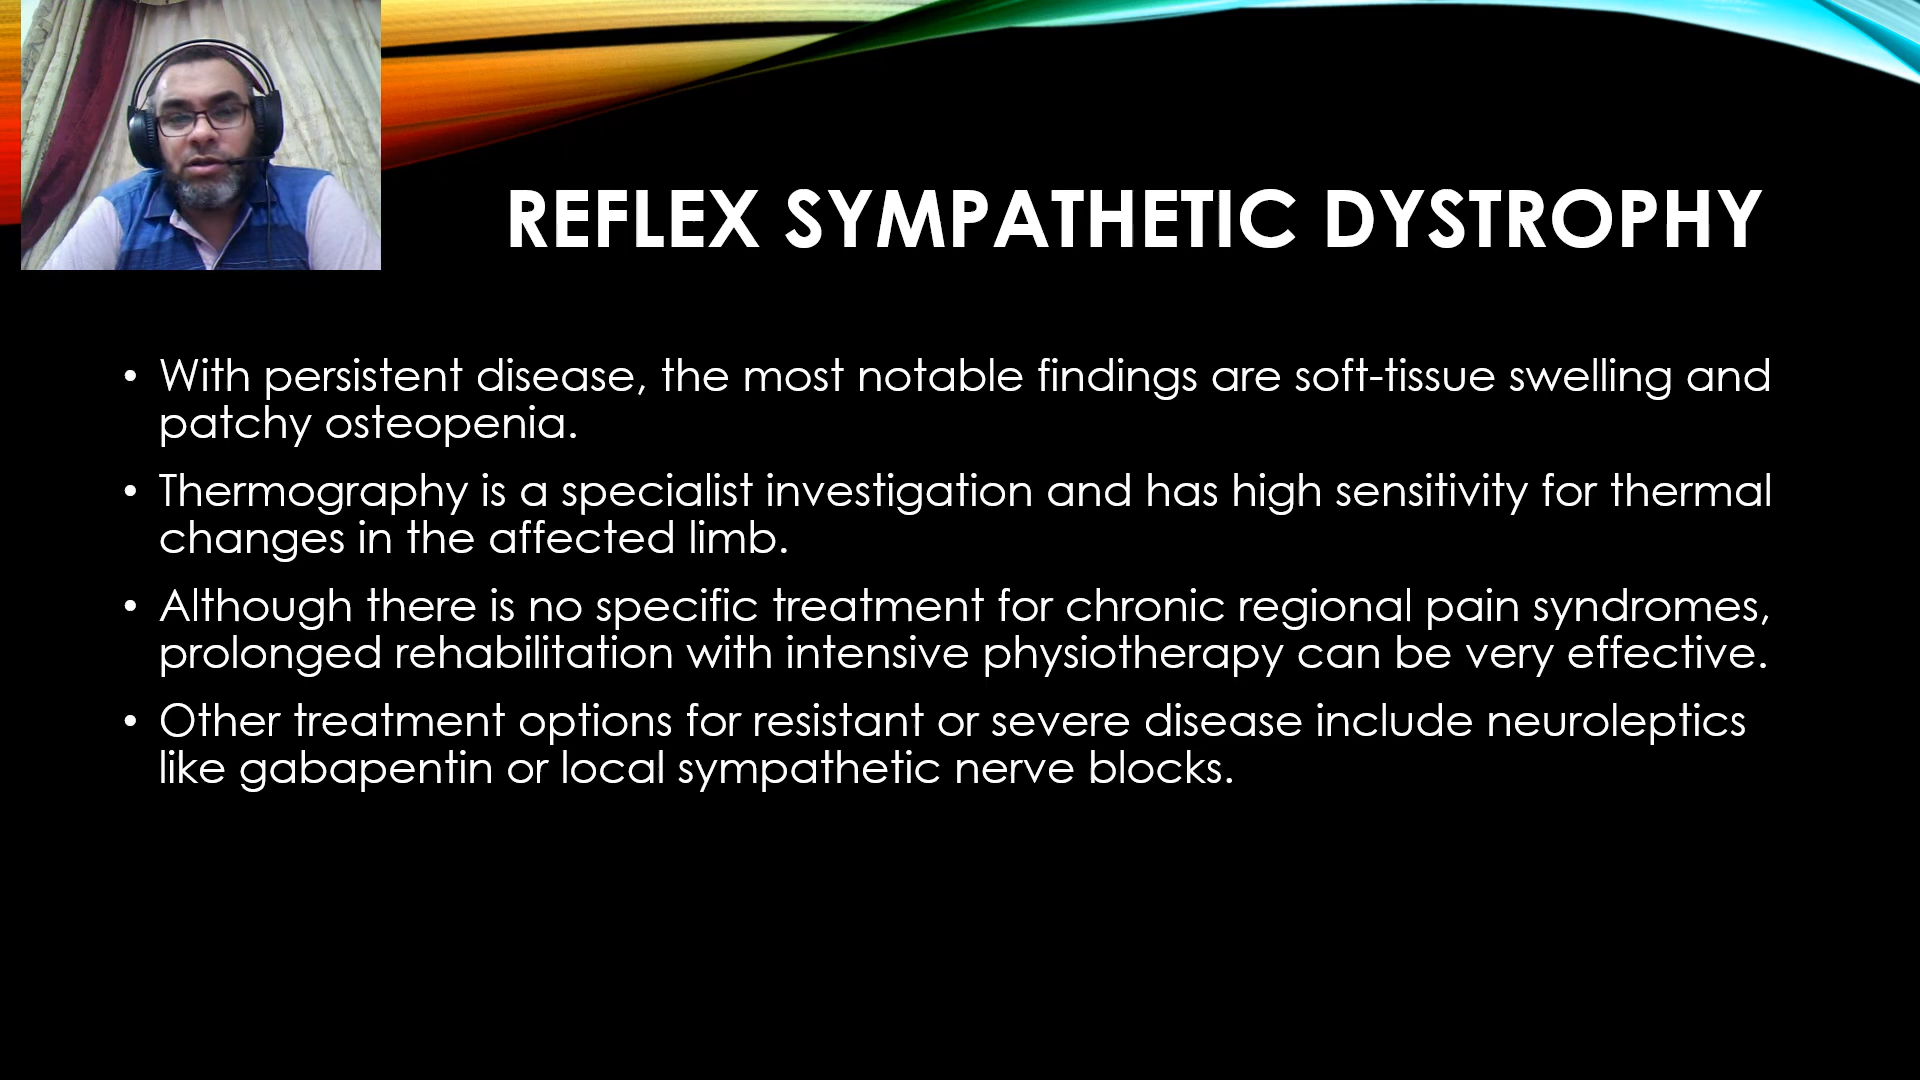 REFLEX SYMPATHETIC DYSTROPHY
• With persistent disease, the most notable findings are soft-tissue swelling and
patchy osteopenia.
• Thermography is a specialist investigation and has high sensitivity for thermal
changes in the affected limb.
• Although there is no specific treatment for chronic regional pain syndromes,
prolonged rehabilitation with intensive physiotherapy can be very effective.
• Other treatment options for resistant or severe disease include neuroleptics
like gabapentin or local sympathetic nerve blocks.